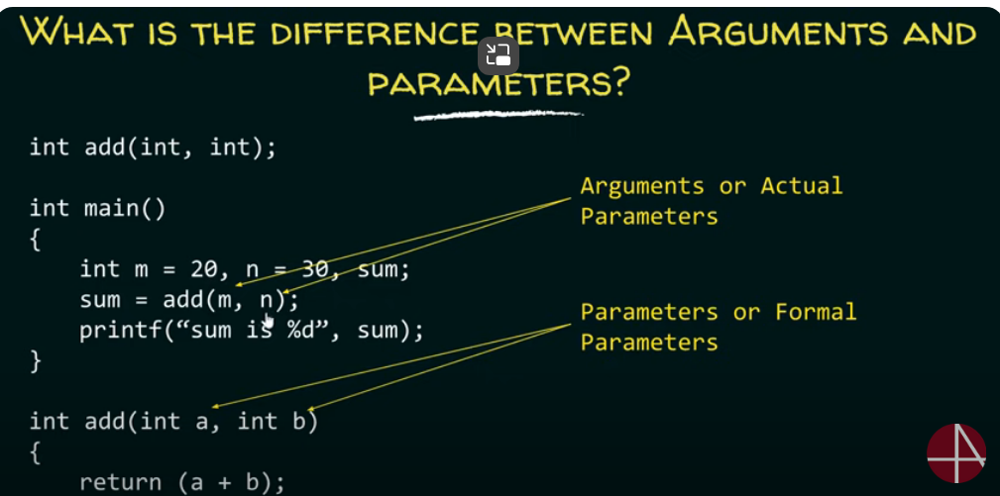 WHAT IS THE DIFFERENCE BETWEEN ARGUMENTS AND
PARAMETERS?
int add(int, int);
int main()
{
int m = 20, n = 30, sum;
sum = add(m, n);
printf(“sum is %d”, sum);
}
int add(int a, int b)
{
return (a + b);
Arguments or Actual
Parameters
Parameters or Formal
Parameters